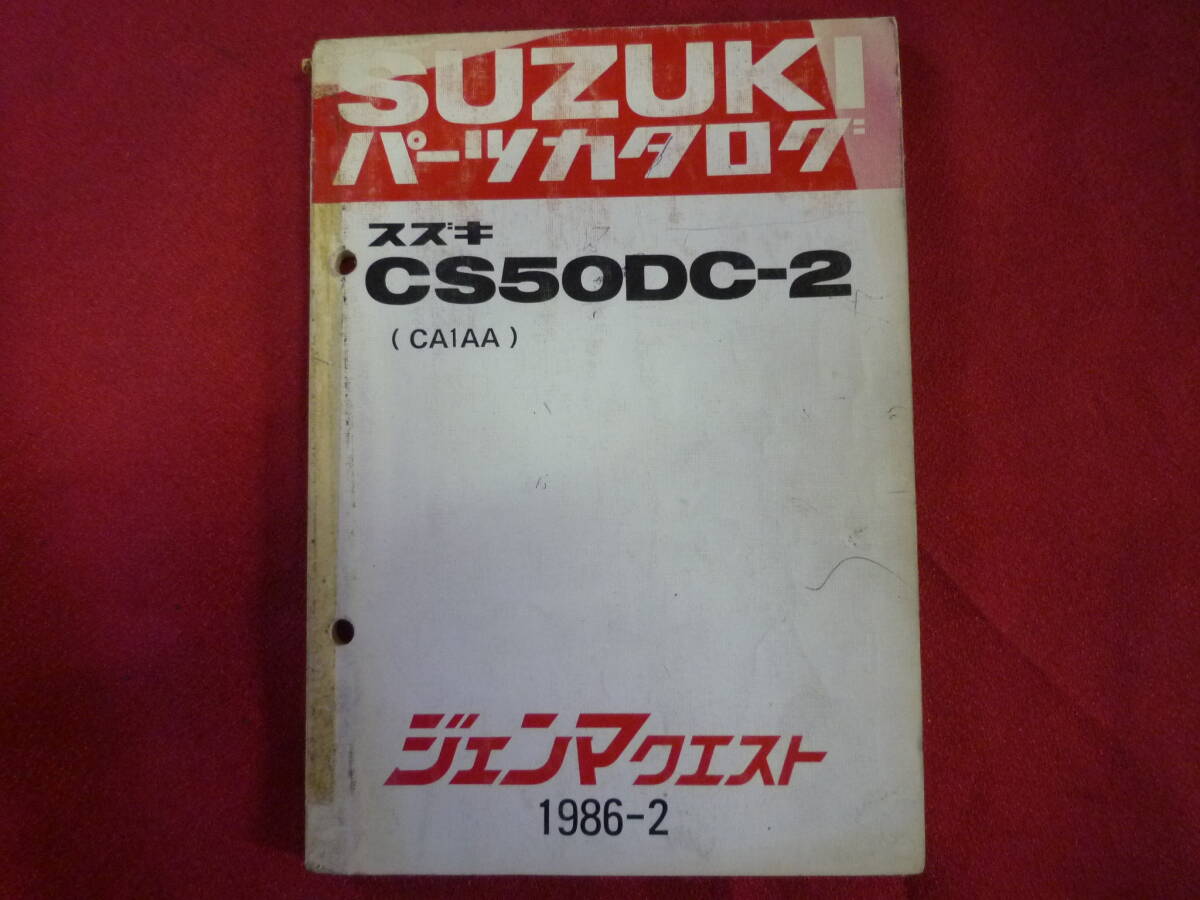 SUZUKI
パーツカタログ
スズキ
CS50DC-2
( CA1AA )
ジェンマクエスト
1986-2